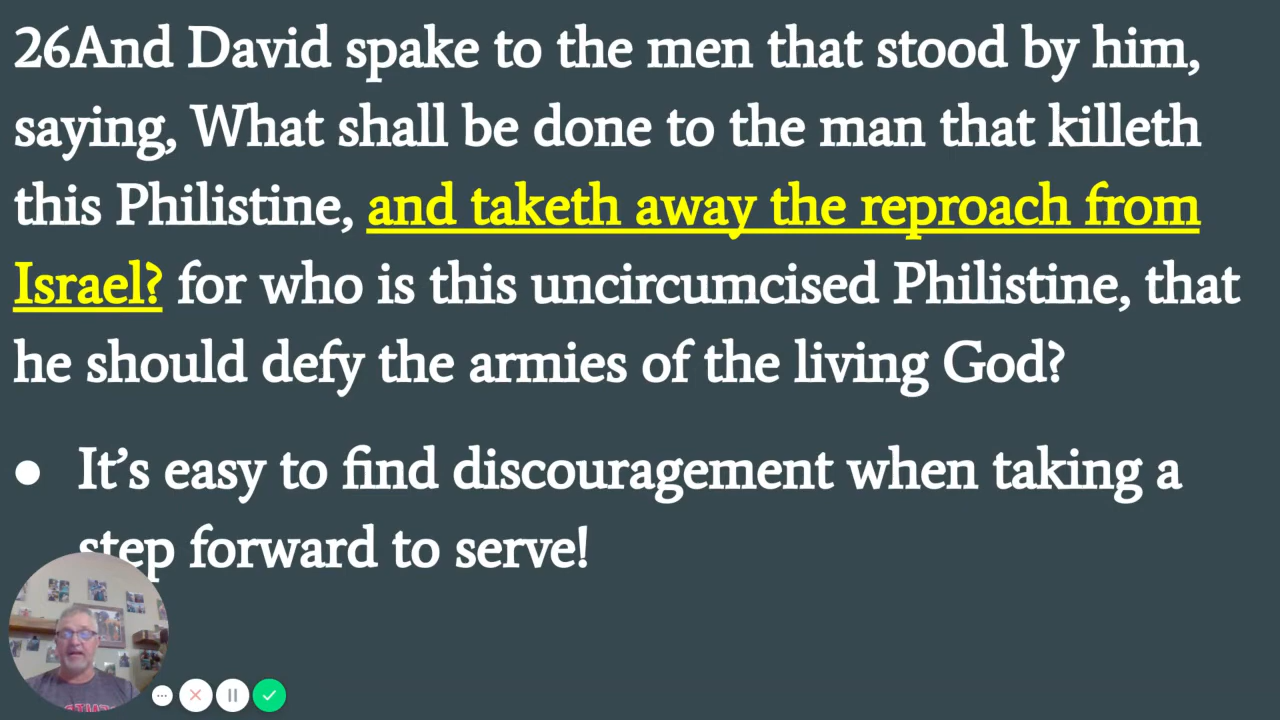 26And David spake to the men that stood by him,
saying, What shall be done to the man that killeth
this Philistine, and taketh away the reproach from
Israel? for who is this uncircumcised Philistine, that
he should defy the armies of the living God?
● It’s easy to find discouragement when taking a
step forward to serve!